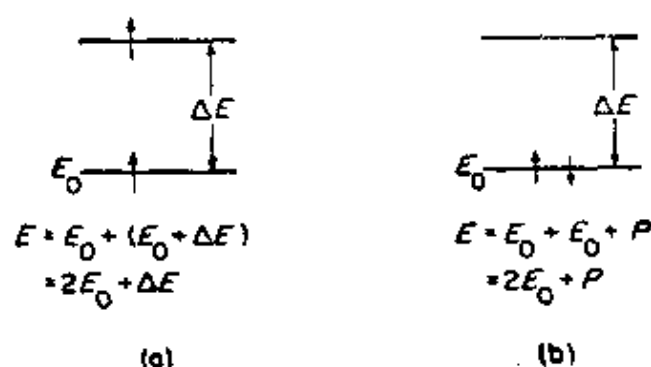 ΔE
E₀
E = E₀ + (E₀ + ΔE)
= 2E₀ + ΔE
(a)
ΔE
E₀
E = E₀ + E₀ + P
= 2E₀ + P
(b)